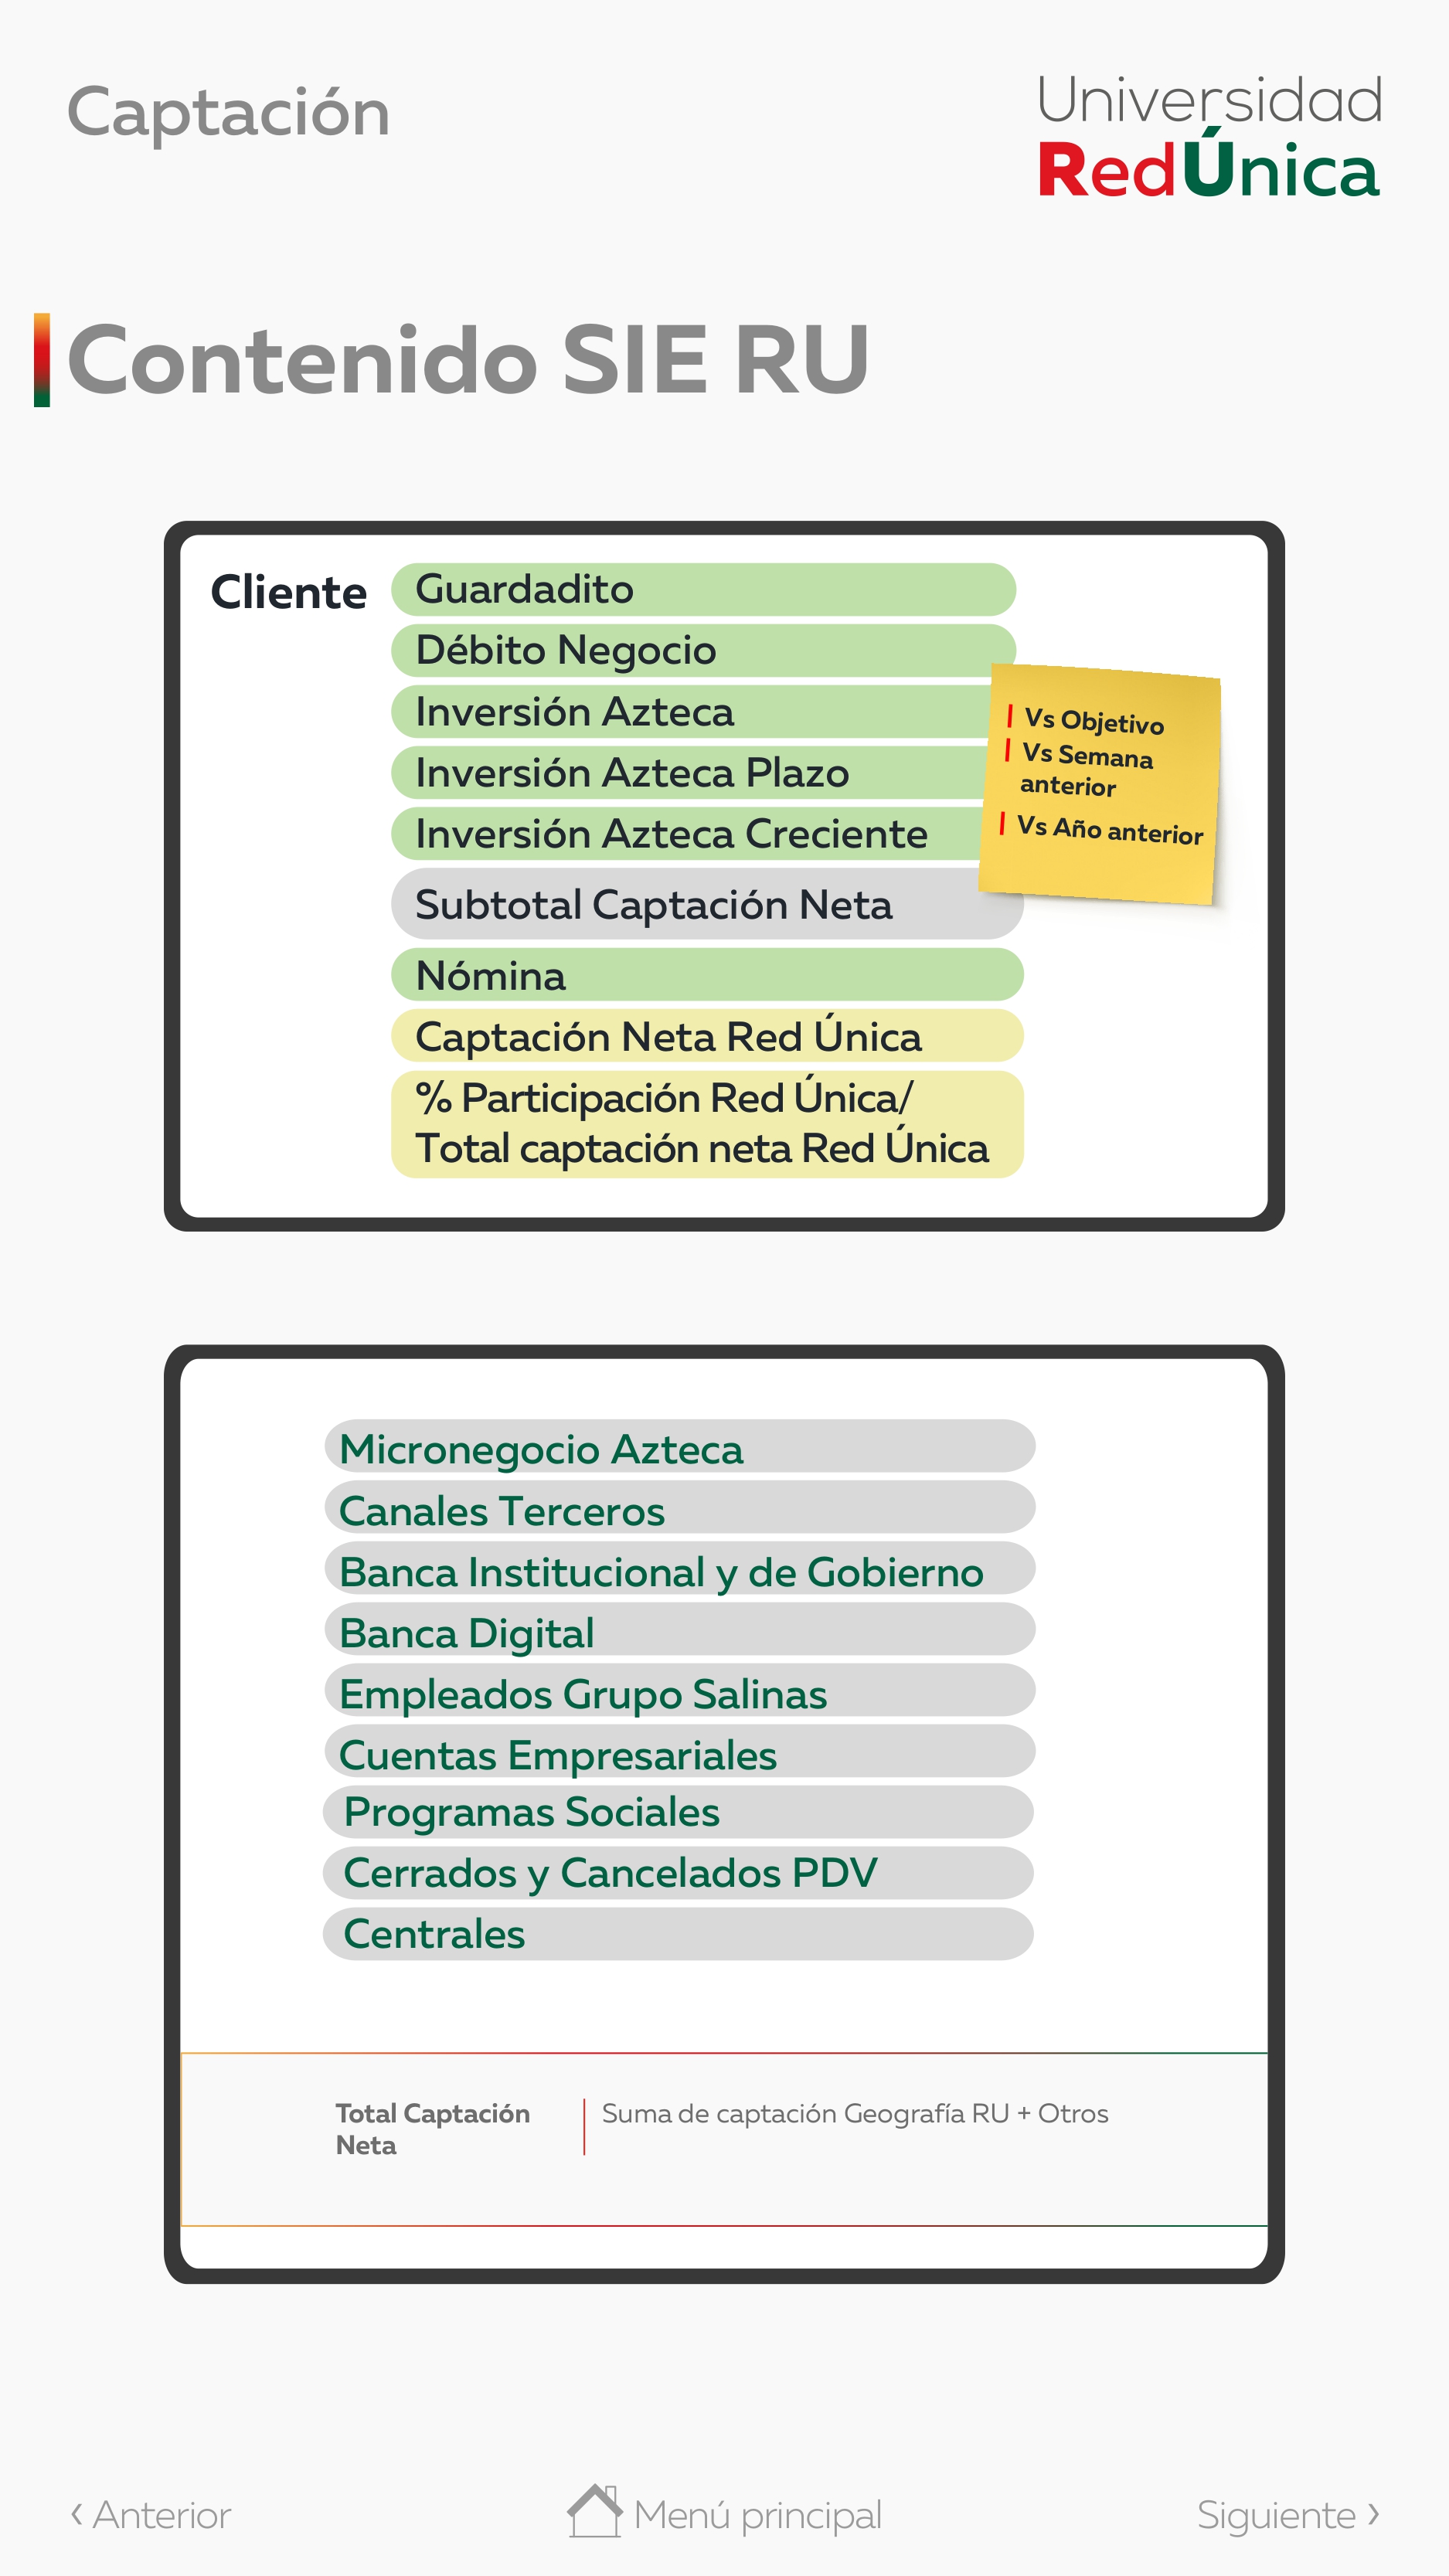 Captación
Universidad
RedÚnica
Contenido SIE RU
Cliente
Guardadito
Débito Negocio
Inversión Azteca
Inversión Azteca Plazo
Inversión Azteca Creciente
Subtotal Captación Neta
Nómina
Captación Neta Red Única
% Participación Red Única/
Total captación neta Red Única
Vs Objetivo
Vs Semana
anterior
Vs Año anterior
Micronegocio Azteca
Canales Terceros
Banca Institucional y de Gobierno
Banca Digital
Empleados Grupo Salinas
Cuentas Empresariales
Programas Sociales
Cerrados y Cancelados PDV
Centrales
Total Captación
Neta
Suma de captación Geografía RU + Otros
‹ Anterior
Menú principal
Siguiente ›